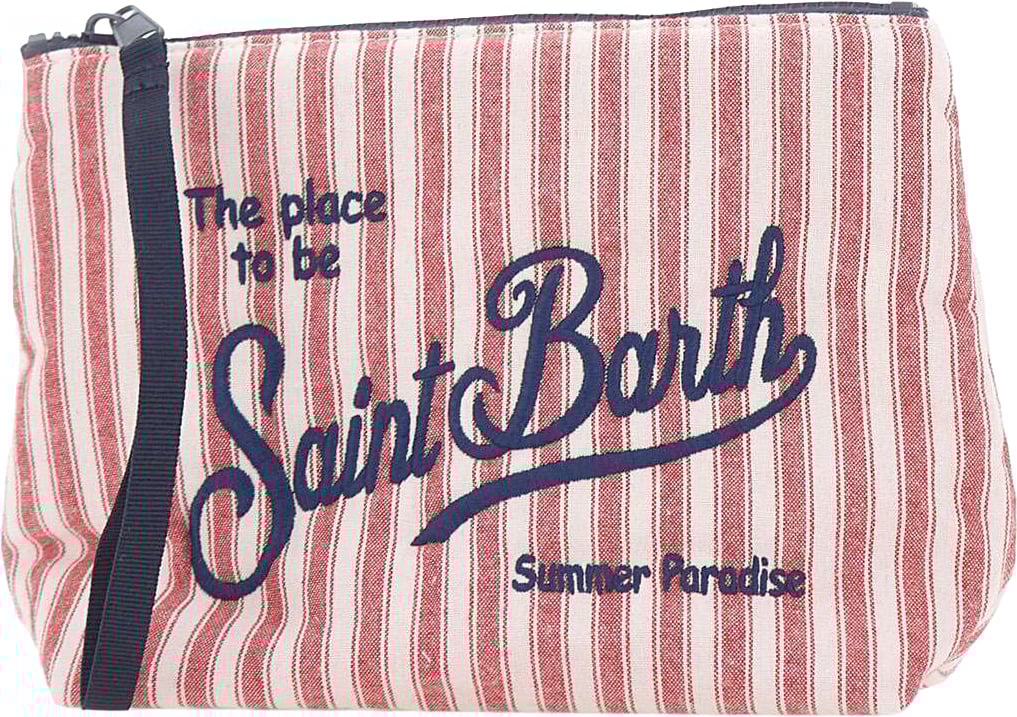 The place
to be
Saint Barth
Summer Paradise